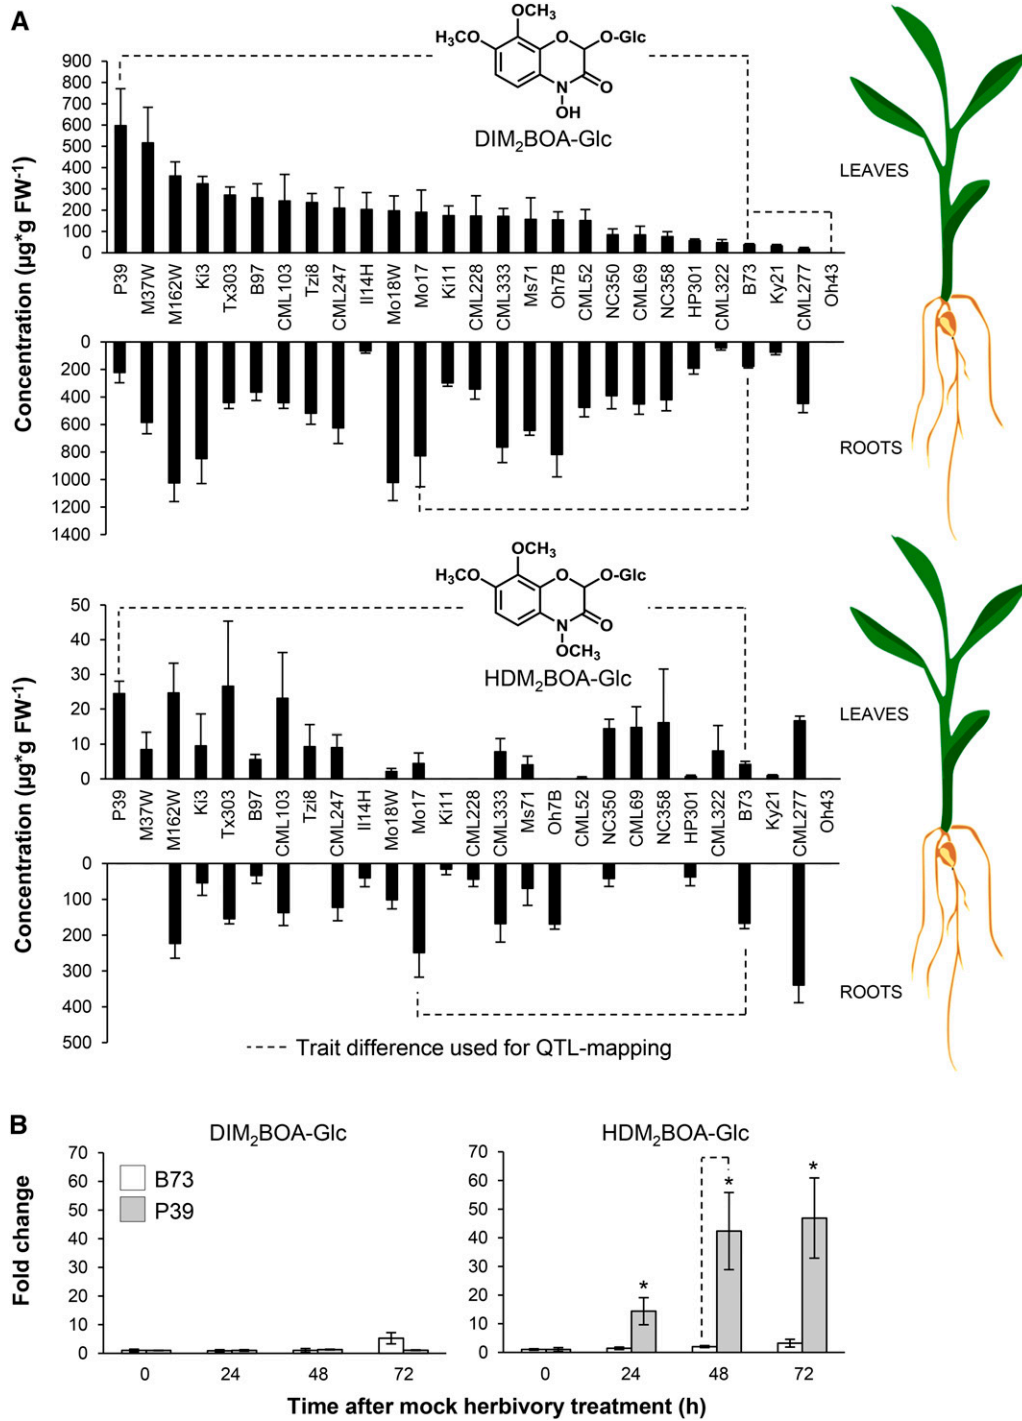 A
OCH₃
H₃CO
O
O-Glc
N
O
OH
DIM₂BOA-Glc
Concentration (µg*g FW⁻¹)
900
800
700
600
500
400
300
200
100
0
LEAVES
P39 M37W M162W Ki3 Tx303 B97 CML103 Tzi8 CML247 Il14H Mo18W Mo17 Ki11 CML228 CML333 Ms71 Oh7B CML52 NC350 CML69 NC358 HP301 CML322 B73 Ky21 CML277 Oh43
Concentration (µg*g FW⁻¹)
0
200
400
600
800
1000
1200
1400
ROOTS
OCH₃
H₃CO
O
O-Glc
N
O
OCH₃
HDM₂BOA-Glc
50
40
30
20
10
0
LEAVES
P39 M37W M162W Ki3 Tx303 B97 CML103 Tzi8 CML247 Il14H Mo18W Mo17 Ki11 CML228 CML333 Ms71 Oh7B CML52 NC350 CML69 NC358 HP301 CML322 B73 Ky21 CML277 Oh43
0
100
200
300
400
500
ROOTS
---- Trait difference used for QTL-mapping
B
DIM₂BOA-Glc
HDM₂BOA-Glc
Fold change
70
60
50
40
30
20
10
0
B73
P39
0 24 48 72
70
60
50
40
30
20
10
0
*
*
*
0 24 48 72
Time after mock herbivory treatment (h)